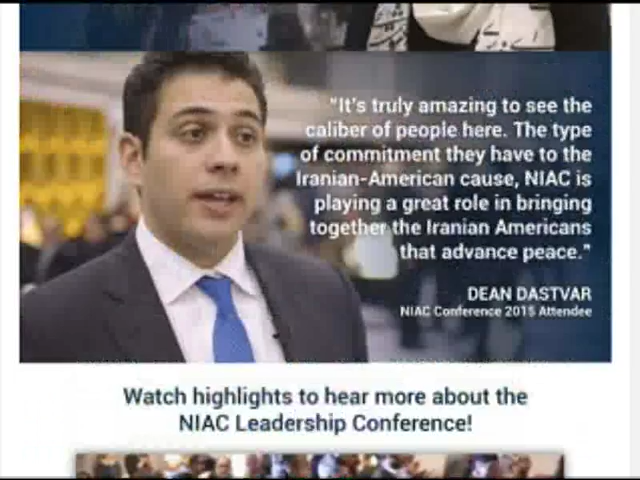 "It's truly amazing to see the
caliber of people here. The type
of commitment they have to the
Iranian-American cause, NIAC is
playing a great role in bringing
together the Iranian Americans
that advance peace."
DEAN DASTVAR
NIAC Conference 2015 Attendee
Watch highlights to hear more about the
NIAC Leadership Conference!